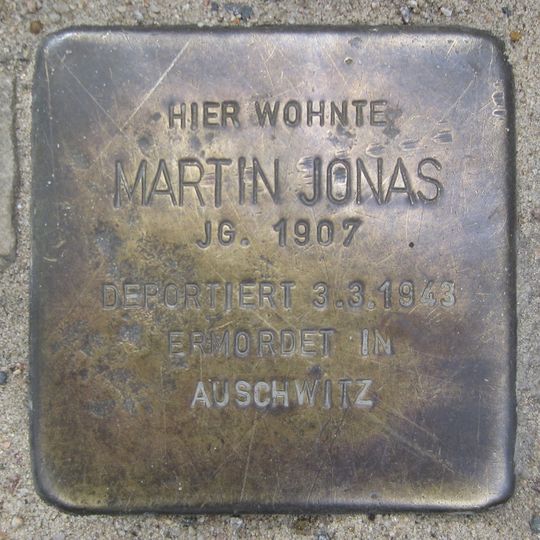 HIER WOHNTE
MARTIN JONAS
JG. 1907
DEPORTIERT 3.3.1943
ERMORDET IN
AUSCHWITZ